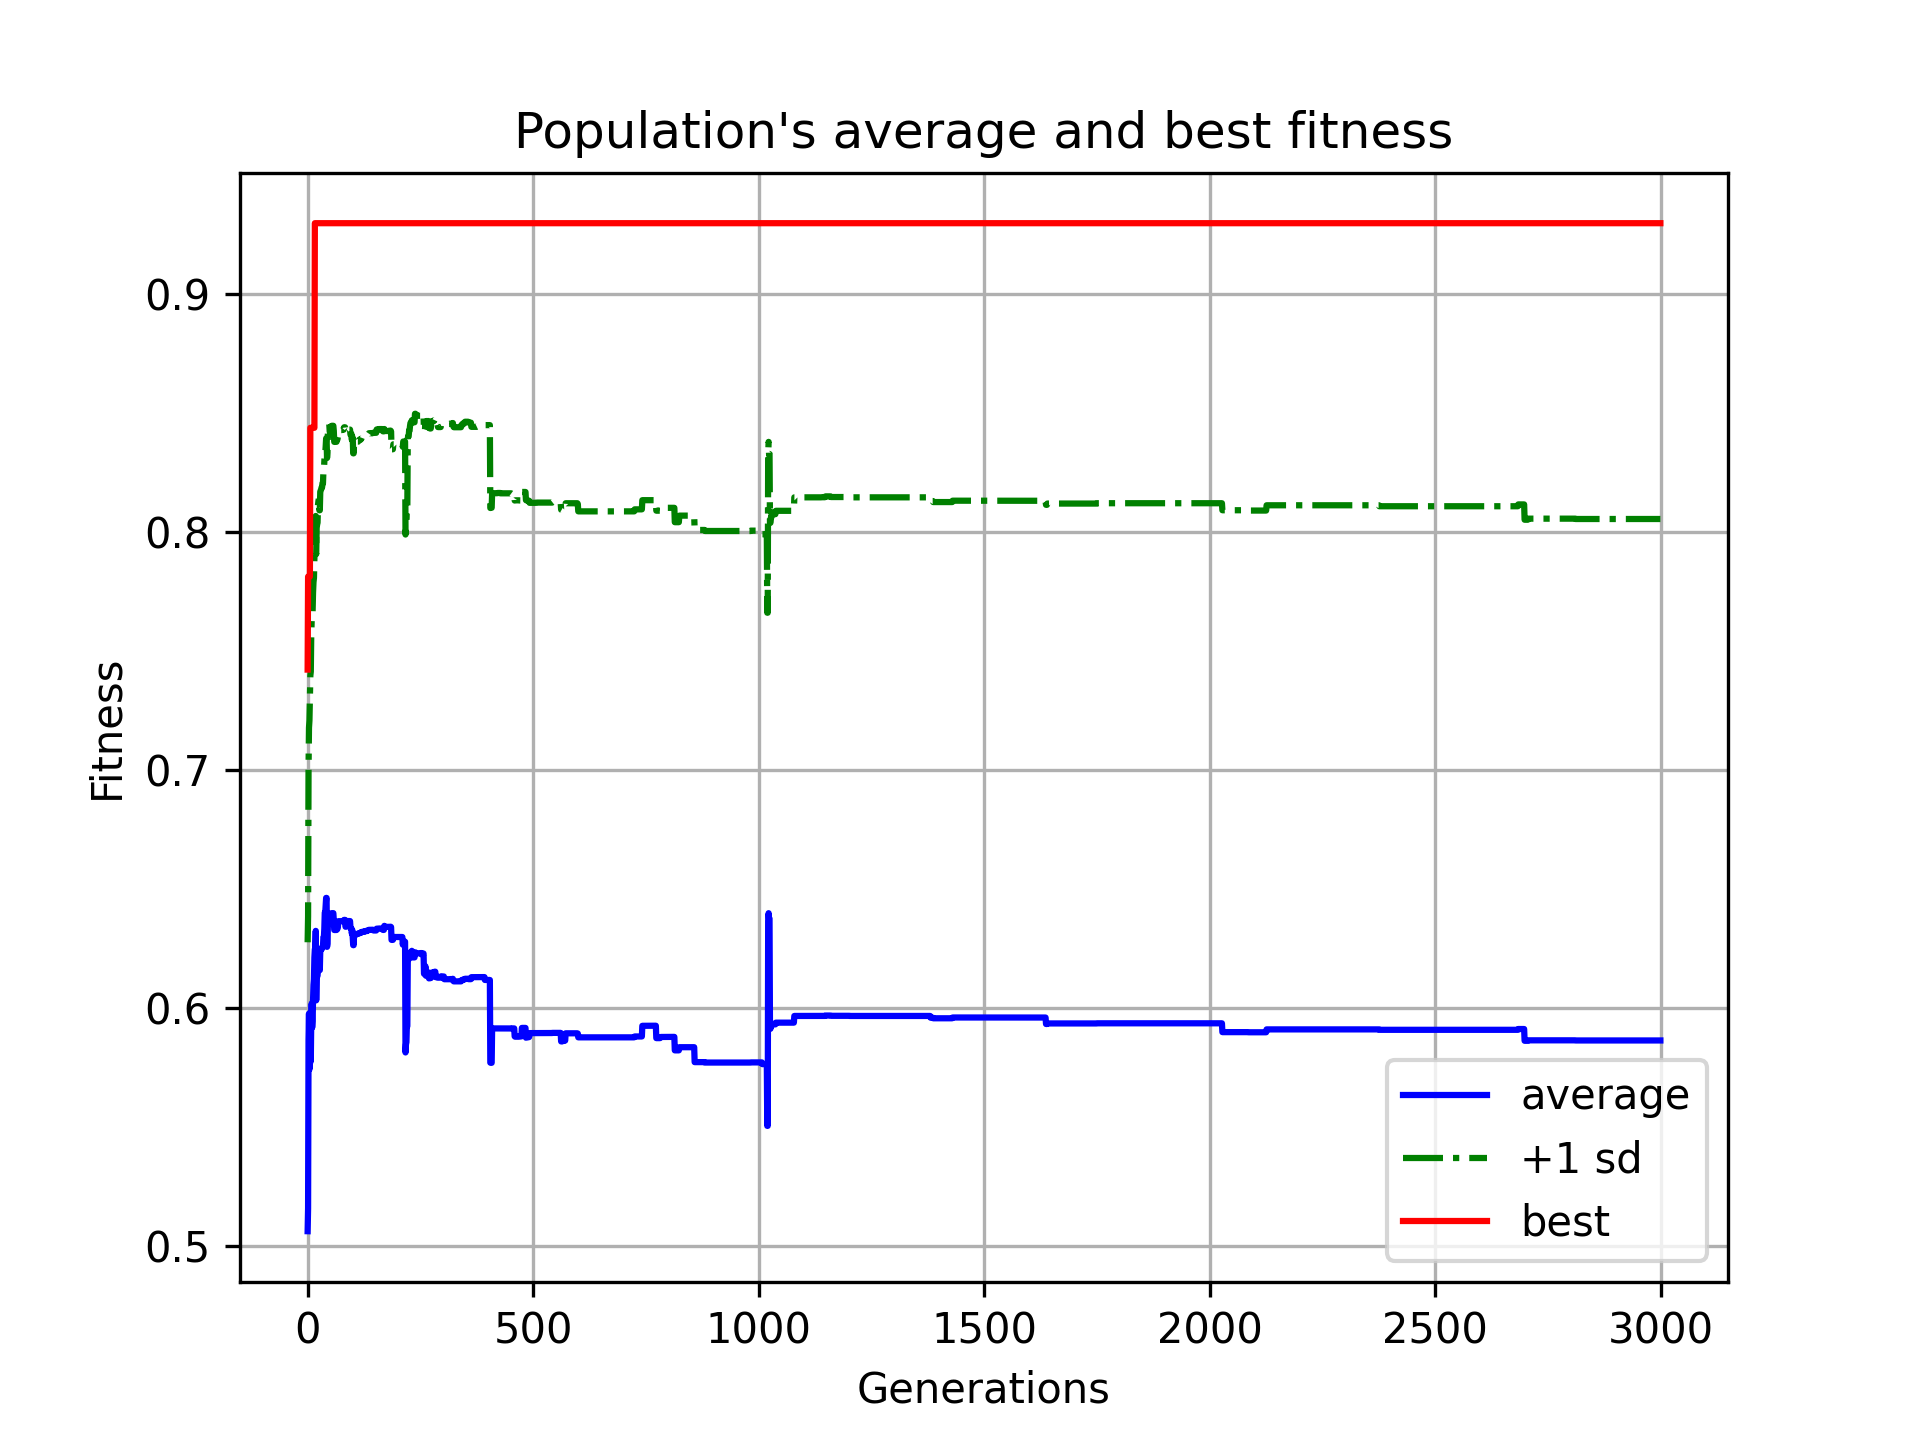 Population's average and best fitness
Fitness
0.9
0.8
0.7
0.6
0.5
0 500 1000 1500 2000 2500 3000
Generations
average
+1 sd
best